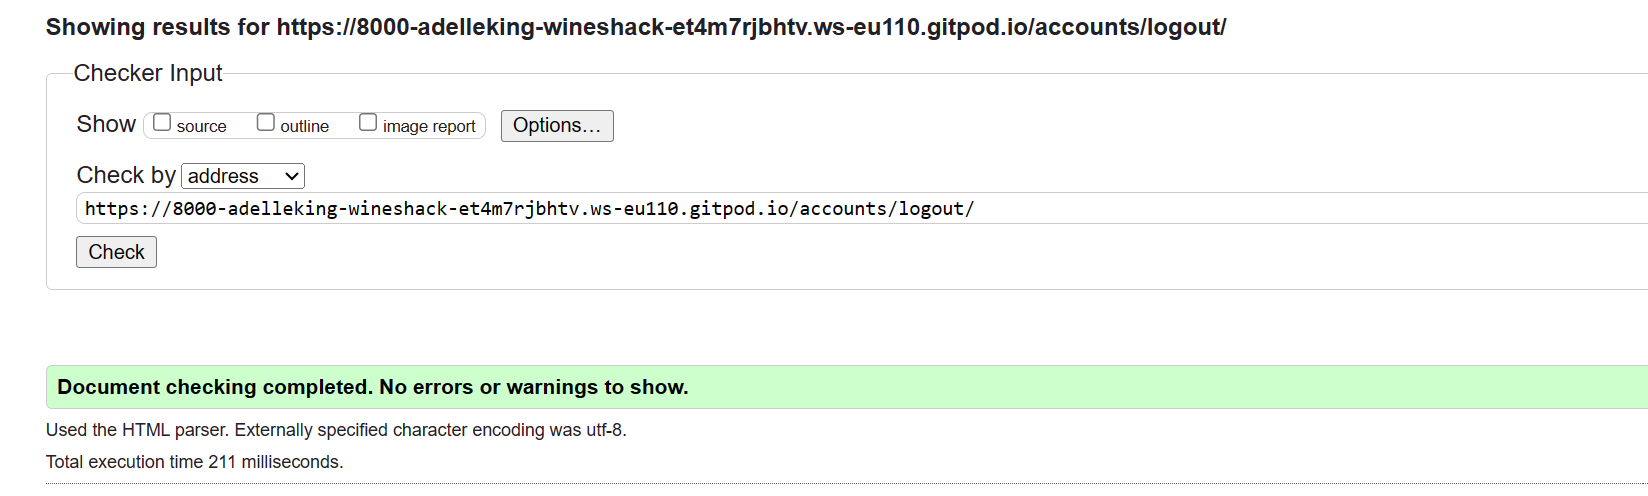 Showing results for https://8000-adelleking-wineshack-et4m7rjbhtv.ws-eu110.gitpod.io/accounts/logout/
Checker Input
Show source outline image report Options...
Check by address
https://8000-adelleking-wineshack-et4m7rjbhtv.ws-eu110.gitpod.io/accounts/logout/
Check
Document checking completed. No errors or warnings to show.
Used the HTML parser. Externally specified character encoding was utf-8.
Total execution time 211 milliseconds.